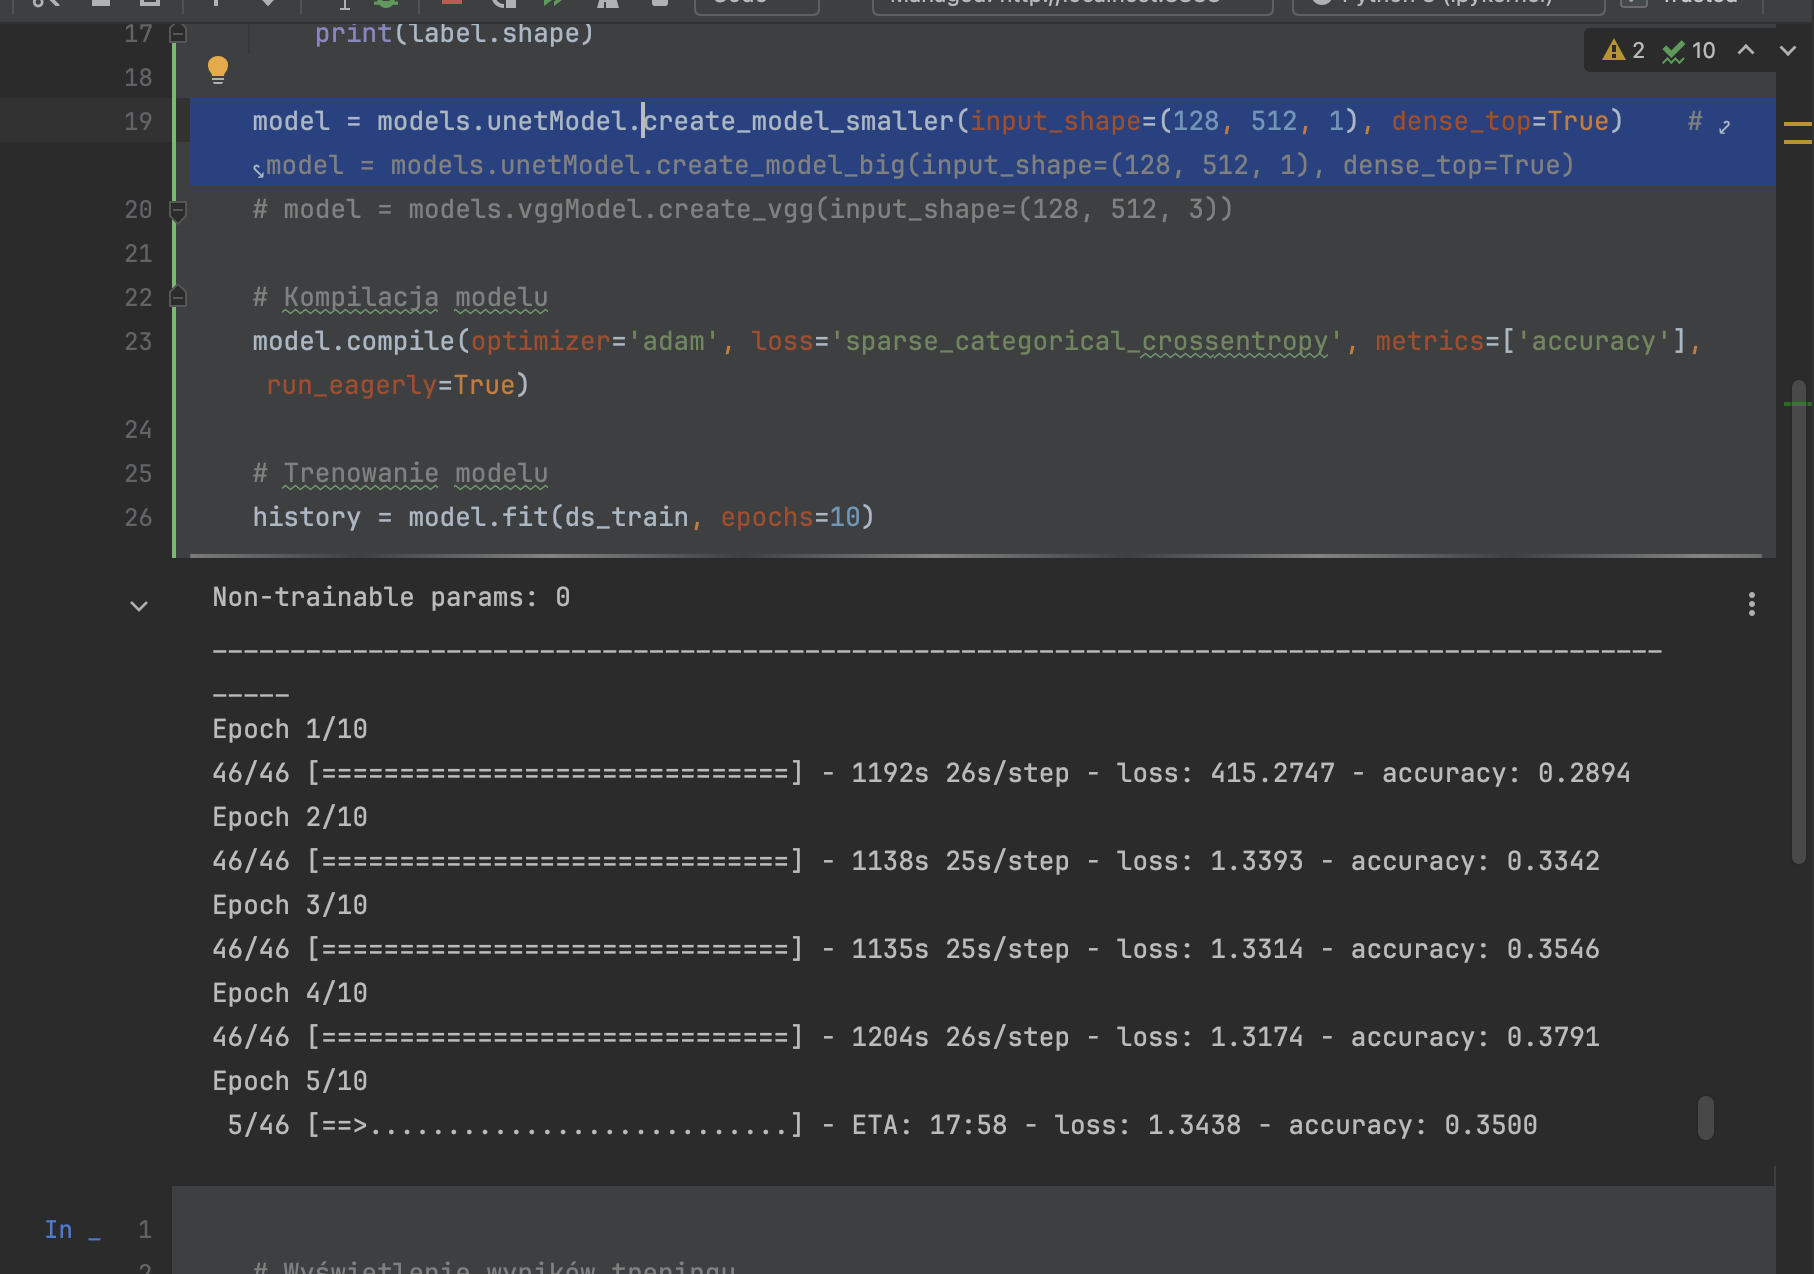 17 print(label.shape)
2 10
18
19 model = models.unetModel.create_model_smaller(input_shape=(128, 512, 1), dense_top=True) #
model = models.unetModel.create_model_big(input_shape=(128, 512, 1), dense_top=True)
20 # model = models.vggModel.create_vgg(input_shape=(128, 512, 3))
21
22 # Kompilacja modelu
23 model.compile(optimizer='adam', loss='sparse_categorical_crossentropy', metrics=['accuracy'],
run_eagerly=True)
24
25 # Trenowanie modelu
26 history = model.fit(ds_train, epochs=10)
Non-trainable params: 0
_____________________________________________________________________________________________
_____
Epoch 1/10
46/46 [==============================] - 1192s 26s/step - loss: 415.2747 - accuracy: 0.2894
Epoch 2/10
46/46 [==============================] - 1138s 25s/step - loss: 1.3393 - accuracy: 0.3342
Epoch 3/10
46/46 [==============================] - 1135s 25s/step - loss: 1.3314 - accuracy: 0.3546
Epoch 4/10
46/46 [==============================] - 1204s 26s/step - loss: 1.3174 - accuracy: 0.3791
Epoch 5/10
5/46 [==>...........................] - ETA: 17:58 - loss: 1.3438 - accuracy: 0.3500
In _ 1
2 # Wyświetlenie wyników treningu